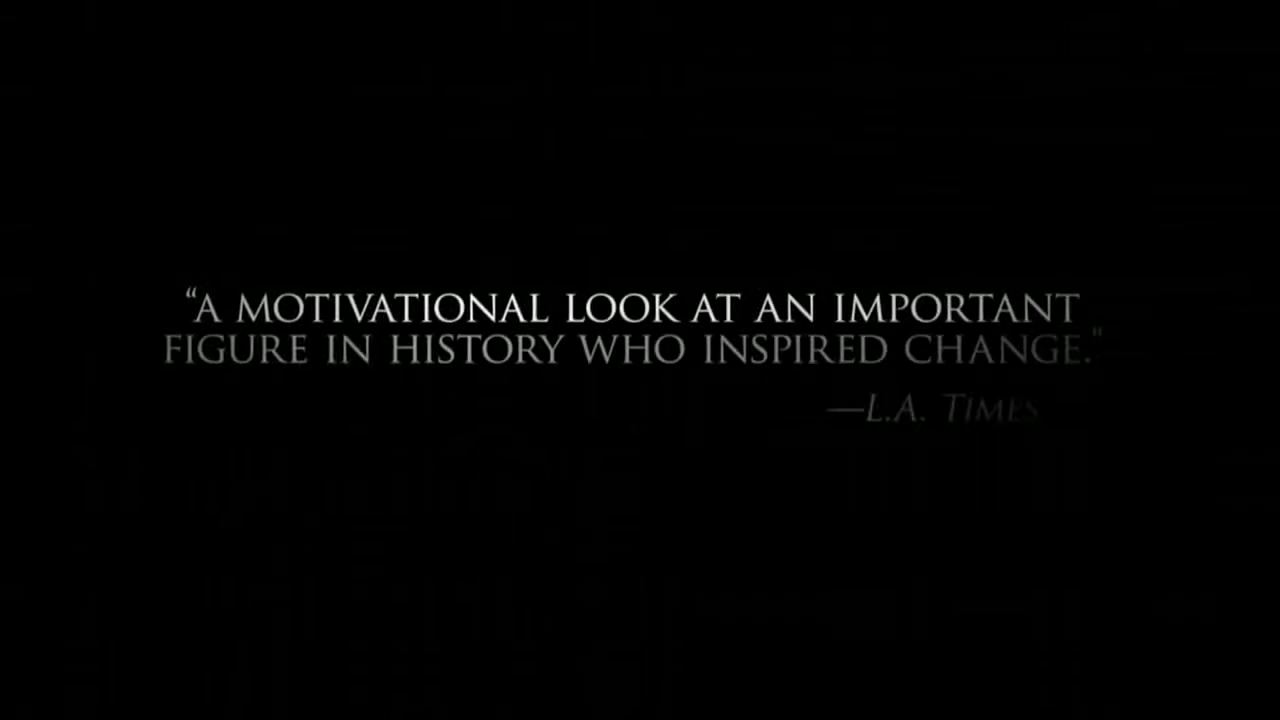 “A MOTIVATIONAL LOOK AT AN IMPORTANT
FIGURE IN HISTORY WHO INSPIRED CHANGE."
—L.A. TIMES